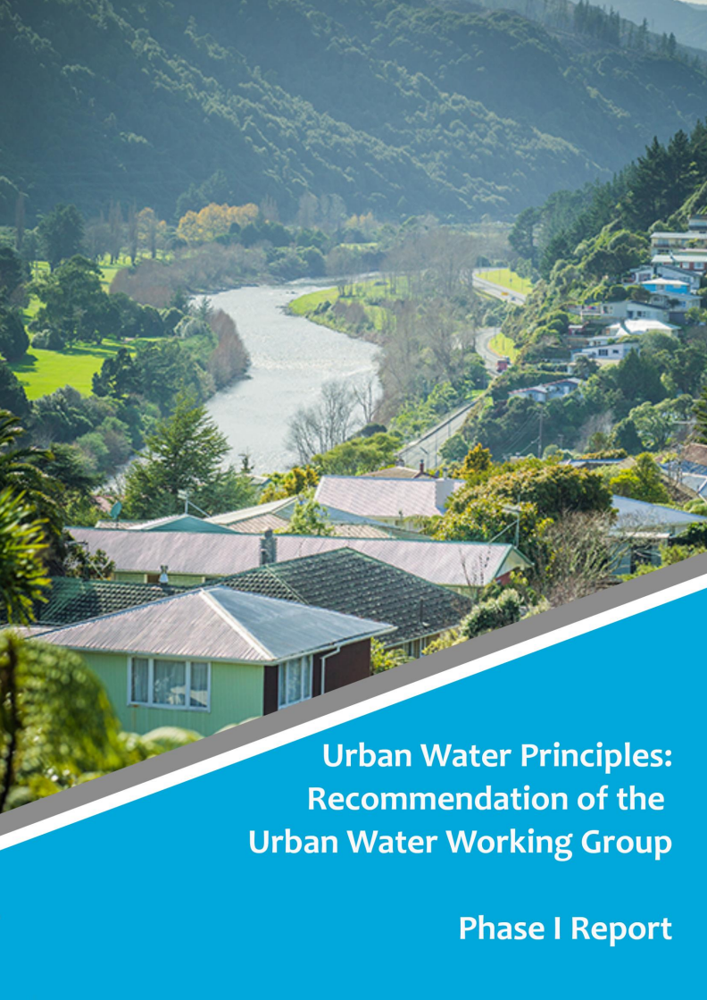 Urban Water Principles:
Recommendation of the
Urban Water Working Group
Phase I Report